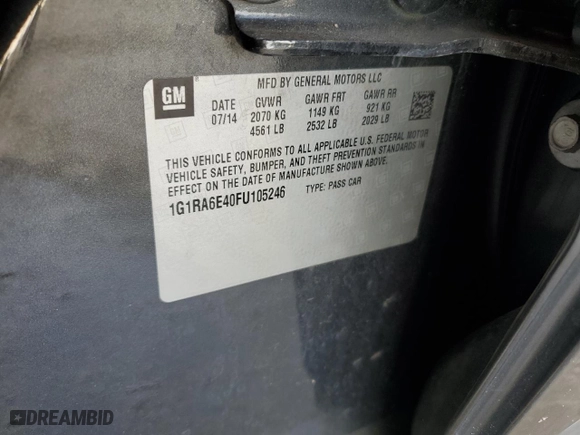 GM
MFD BY GENERAL MOTORS LLC
DATE GVWR GAWR FRT GAWR RR
07/14 2070 KG 1149 KG 921 KG
4561 LB 2532 LB 2029 LB
THIS VEHICLE CONFORMS TO ALL APPLICABLE U.S. FEDERAL MOTOR
VEHICLE SAFETY, BUMPER, AND THEFT PREVENTION STANDARDS IN
EFFECT ON THE DATE OF MANUFACTURE SHOWN ABOVE.
1G1RA6E40FU105246 TYPE: PASS CAR
DREAMBID